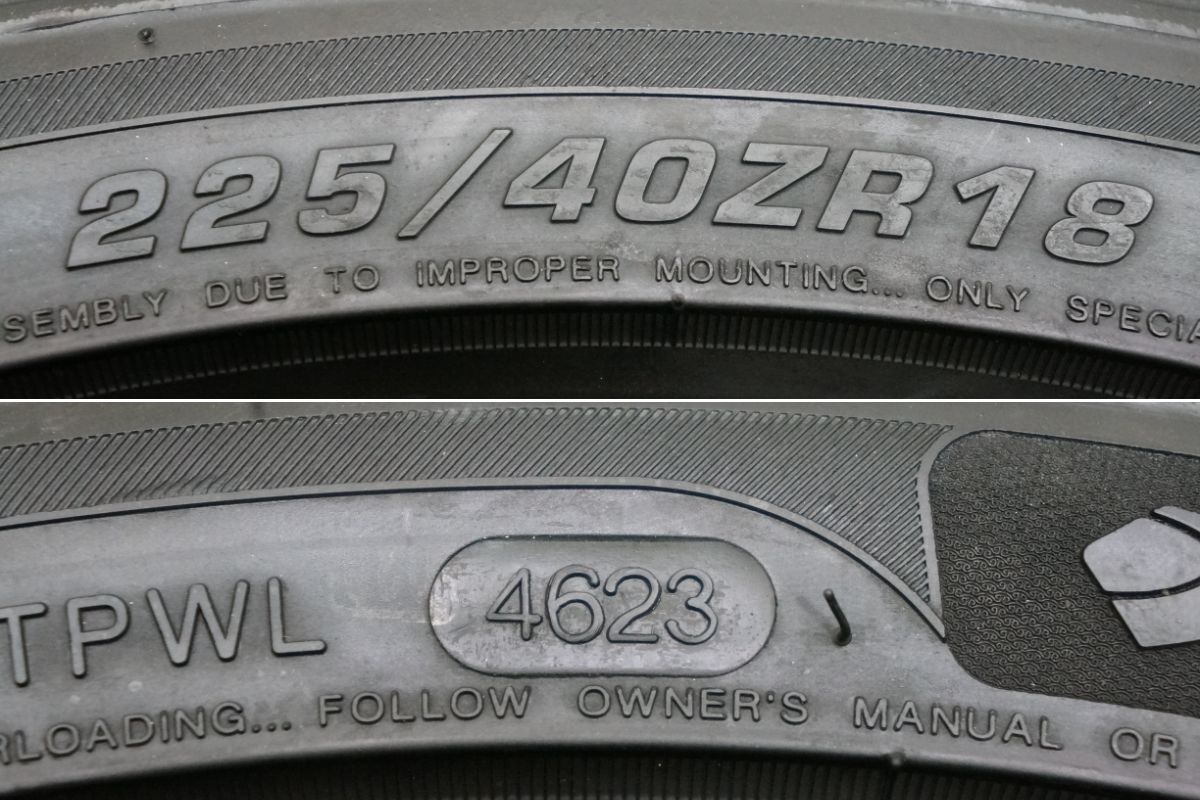 225/40ZR18
SEMBLY DUE TO IMPROPER MOUNTING... ONLY SPECIA
TPWL 4623
RLOADING... FOLLOW OWNER'S MANUAL OR